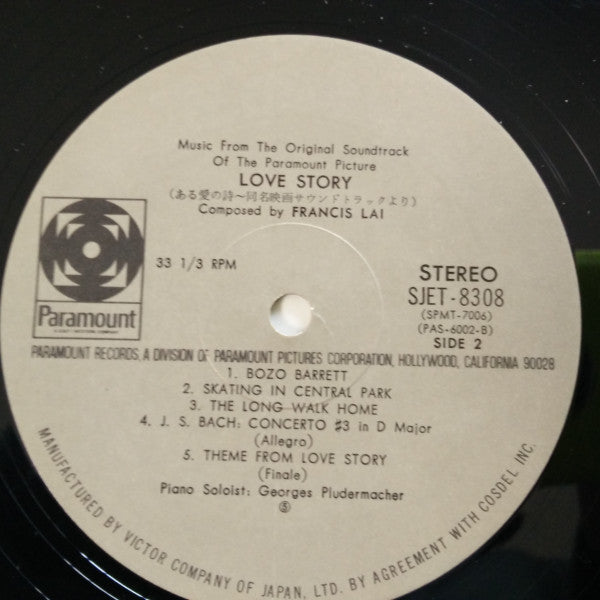 Music From The Original Soundtrack
Of The Paramount Picture
LOVE STORY
(ある愛の詩〜同名映画サウンドトラックより)
Composed by FRANCIS LAI
33 1/3 RPM
Paramount
STEREO
SJET-8308
(SPMT-7006)
(PAS-6002-B)
SIDE 2
PARAMOUNT RECORDS, A DIVISION OF PARAMOUNT PICTURES CORPORATION, HOLLYWOOD, CALIFORNIA 90028
1. BOZO BARRETT
2. SKATING IN CENTRAL PARK
3. THE LONG WALK HOME
4. J. S. BACH: CONCERTO #3 in D Major
(Allegro)
5. THEME FROM LOVE STORY
(Finale)
Piano Soloist: Georges Pludermacher
Ⓢ
MANUFACTURED BY VICTOR COMPANY OF JAPAN, LTD. BY AGREEMENT WITH COSDEL INC.